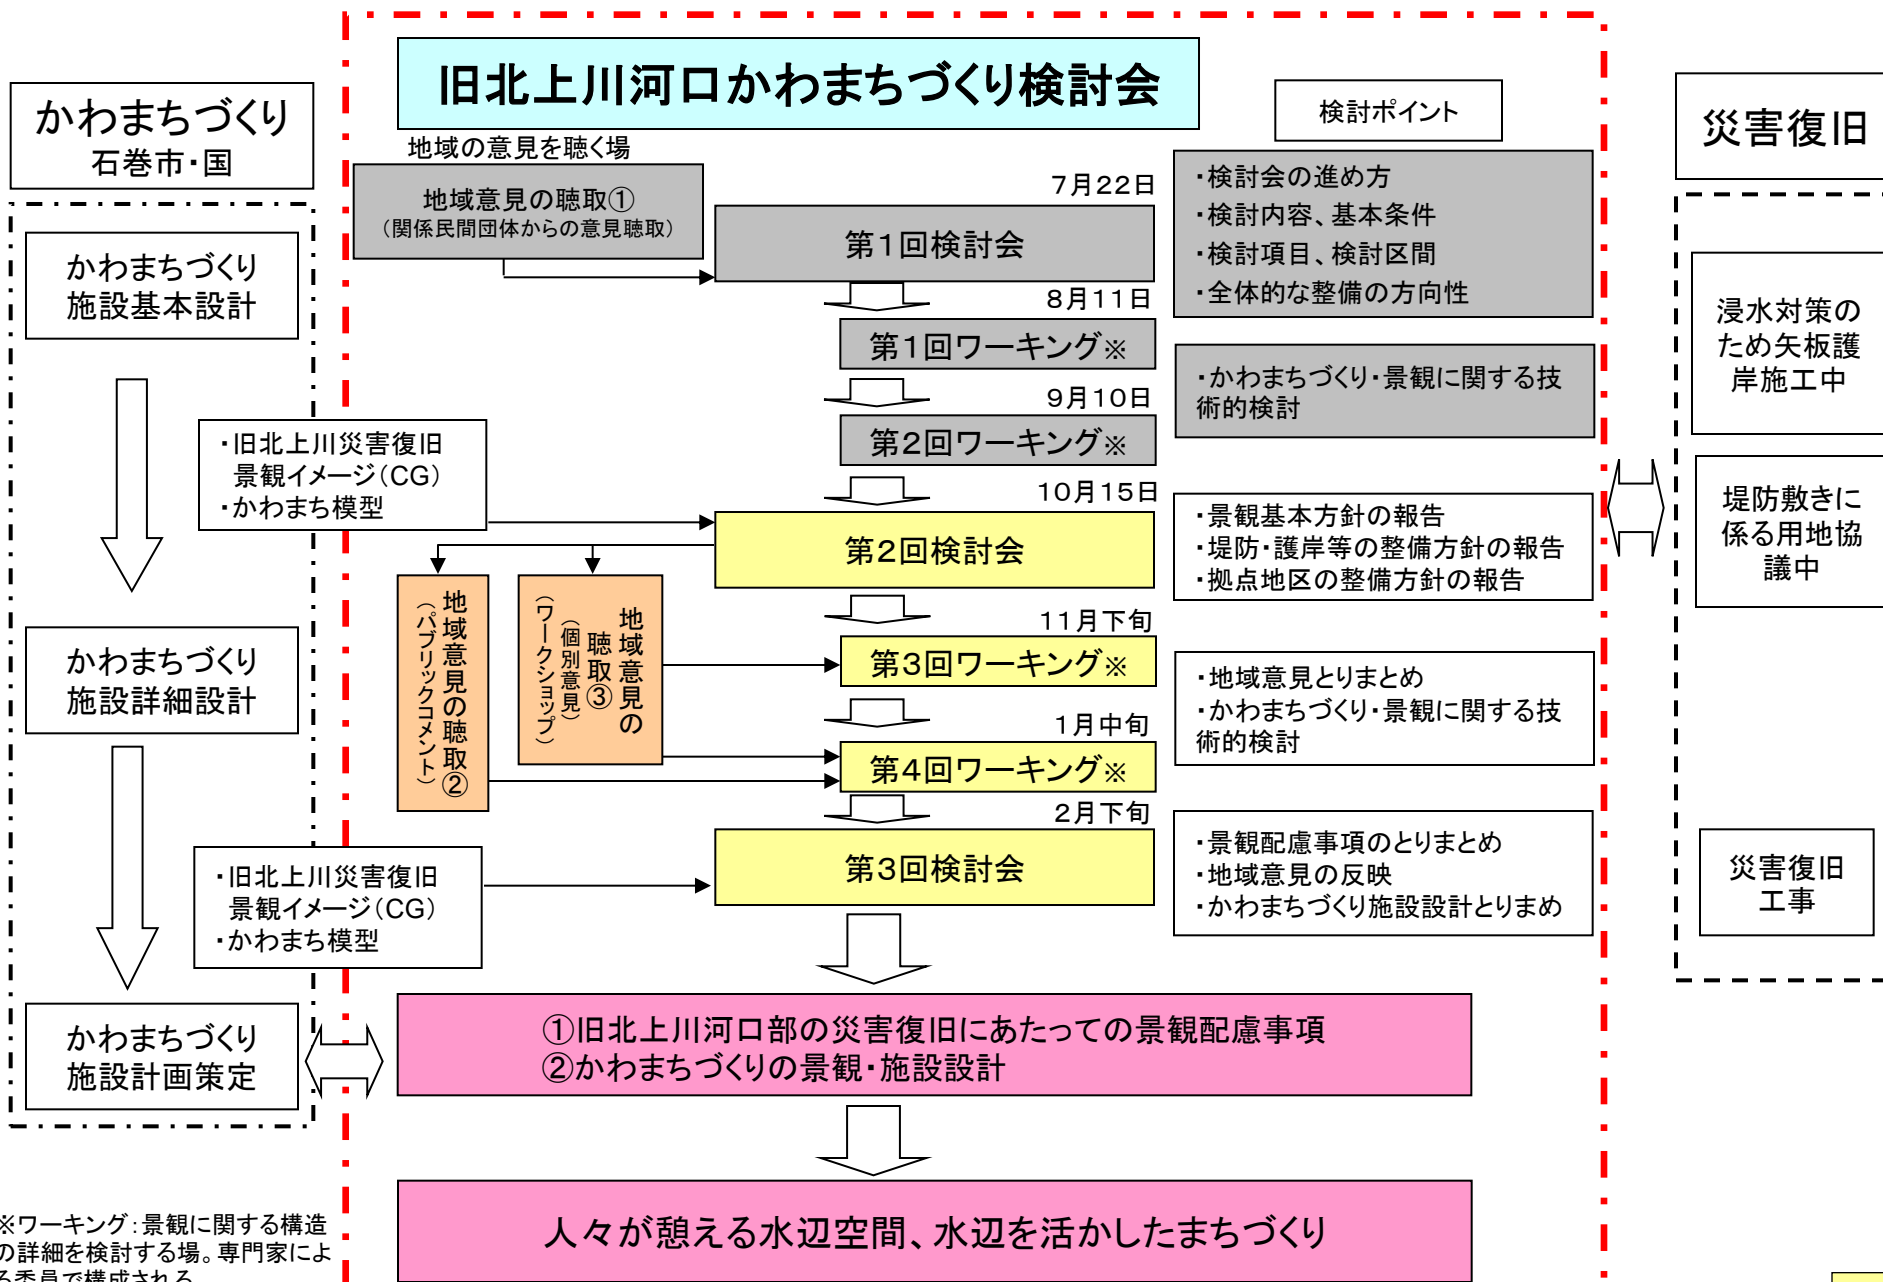 旧北上川河口かわまちづくり検討会
かわまちづくり
石巻市・国
かわまちづくり
施設基本設計
かわまちづくり
施設詳細設計
かわまちづくり
施設計画策定
・旧北上川災害復旧
景観イメージ(CG)
・かわまち模型
・旧北上川災害復旧
景観イメージ(CG)
・かわまち模型
地域の意見を聴く場
地域意見の聴取①
(関係民間団体からの意見聴取)
7月22日
第1回検討会
8月11日
第1回ワーキング※
9月10日
第2回ワーキング※
10月15日
第2回検討会
地域意見の聴取②
(パブリックコメント)
地域意見の
聴取③
(個別意見)
(ワークショップ)
11月下旬
第3回ワーキング※
1月中旬
第4回ワーキング※
2月下旬
第3回検討会
検討ポイント
・検討会の進め方
・検討内容、基本条件
・検討項目、検討区間
・全体的な整備の方向性
・かわまちづくり・景観に関する技
術的検討
・景観基本方針の報告
・堤防・護岸等の整備方針の報告
・拠点地区の整備方針の報告
・地域意見とりまとめ
・かわまちづくり・景観に関する技
術的検討
・景観配慮事項のとりまとめ
・地域意見の反映
・かわまちづくり施設設計とりまめ
災害復旧
浸水対策の
ため矢板護
岸施工中
堤防敷きに
係る用地協
議中
災害復旧
工事
①旧北上川河口部の災害復旧にあたっての景観配慮事項
②かわまちづくりの景観・施設設計
人々が憩える水辺空間、水辺を活かしたまちづくり
※ワーキング:景観に関する構造
の詳細を検討する場。専門家によ
る委員で構成される